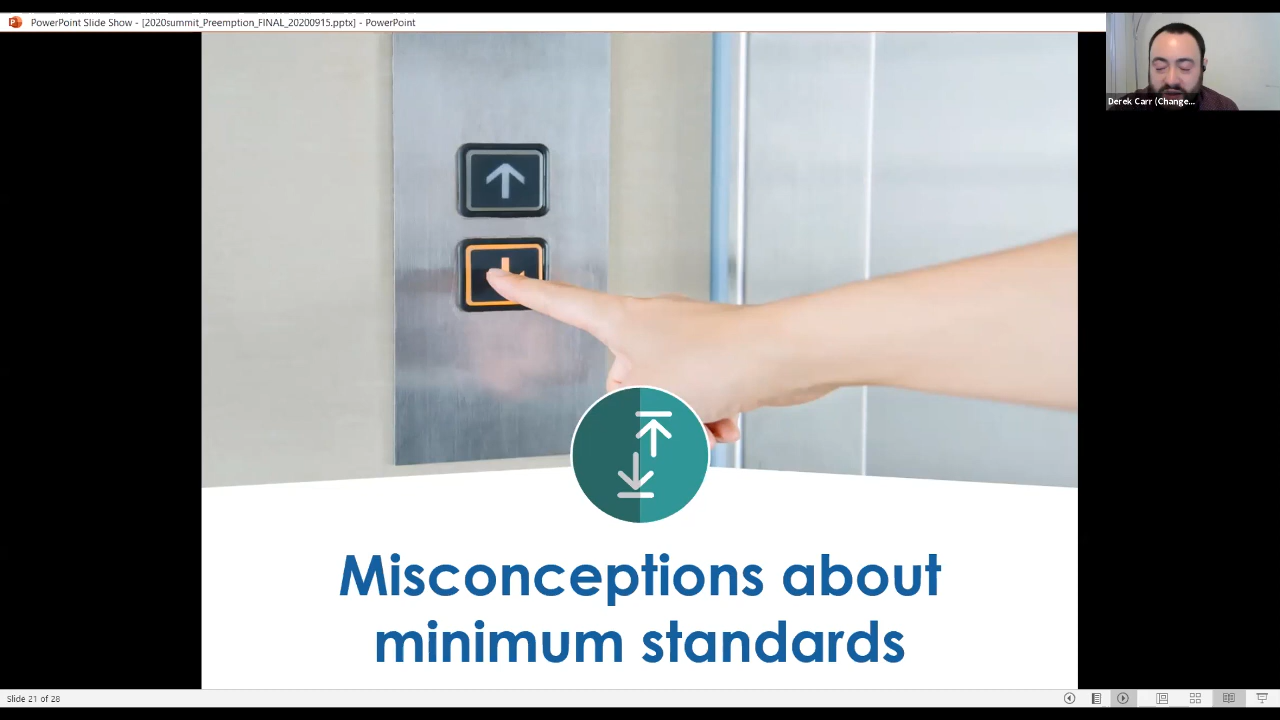 PowerPoint Slide Show - [2020summit_Preemption_FINAL_20200915.pptx] - PowerPoint
Derek Carr (Change...
Misconceptions about
minimum standards
Slide 21 of 28